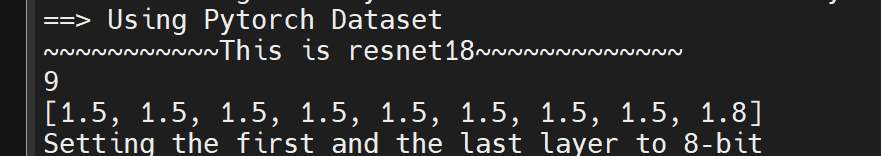 ==> Using Pytorch Dataset
~~~~~~~~~~~This is resnet18~~~~~~~~~~~~~
9
[1.5, 1.5, 1.5, 1.5, 1.5, 1.5, 1.5, 1.5, 1.8]
Setting the first and the last layer to 8-bit